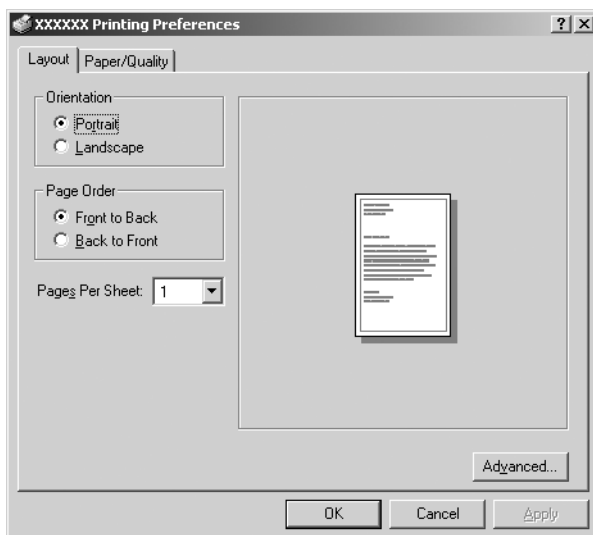 XXXXXX Printing Preferences
Layout
Paper/Quality
Orientation
Portrait
Landscape
Page Order
Front to Back
Back to Front
Pages Per Sheet: 1
Advanced...
OK
Cancel
Apply